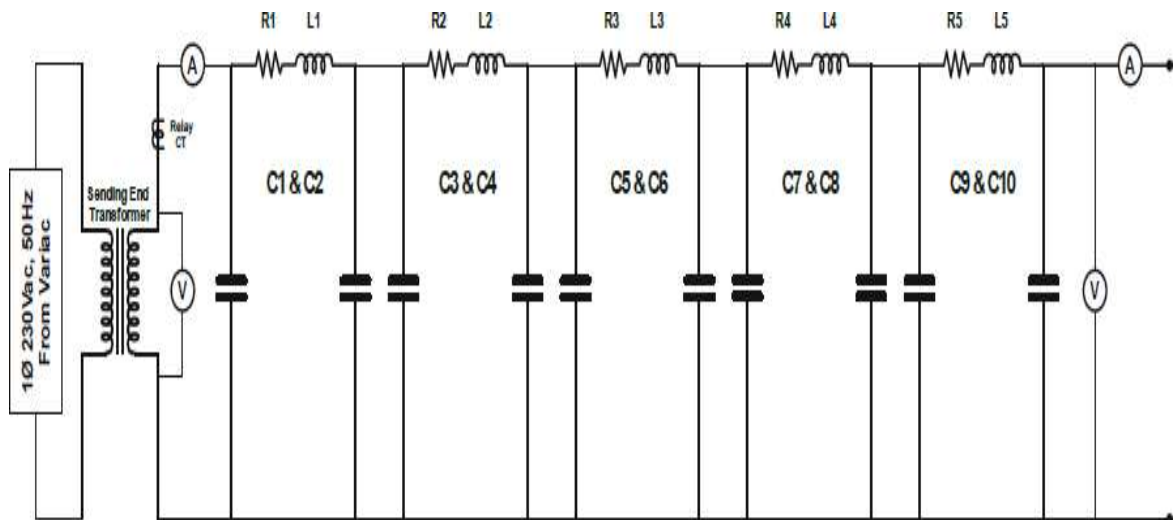 R1 L1 R2 L2 R3 L3 R4 L4 R5 L5
A
A
Relay
CT
C1 & C2 C3 & C4 C5 & C6 C7 & C8 C9 & C10
Sending End
Transformer
1Ø 230Vac, 50Hz
From Variac
V
V